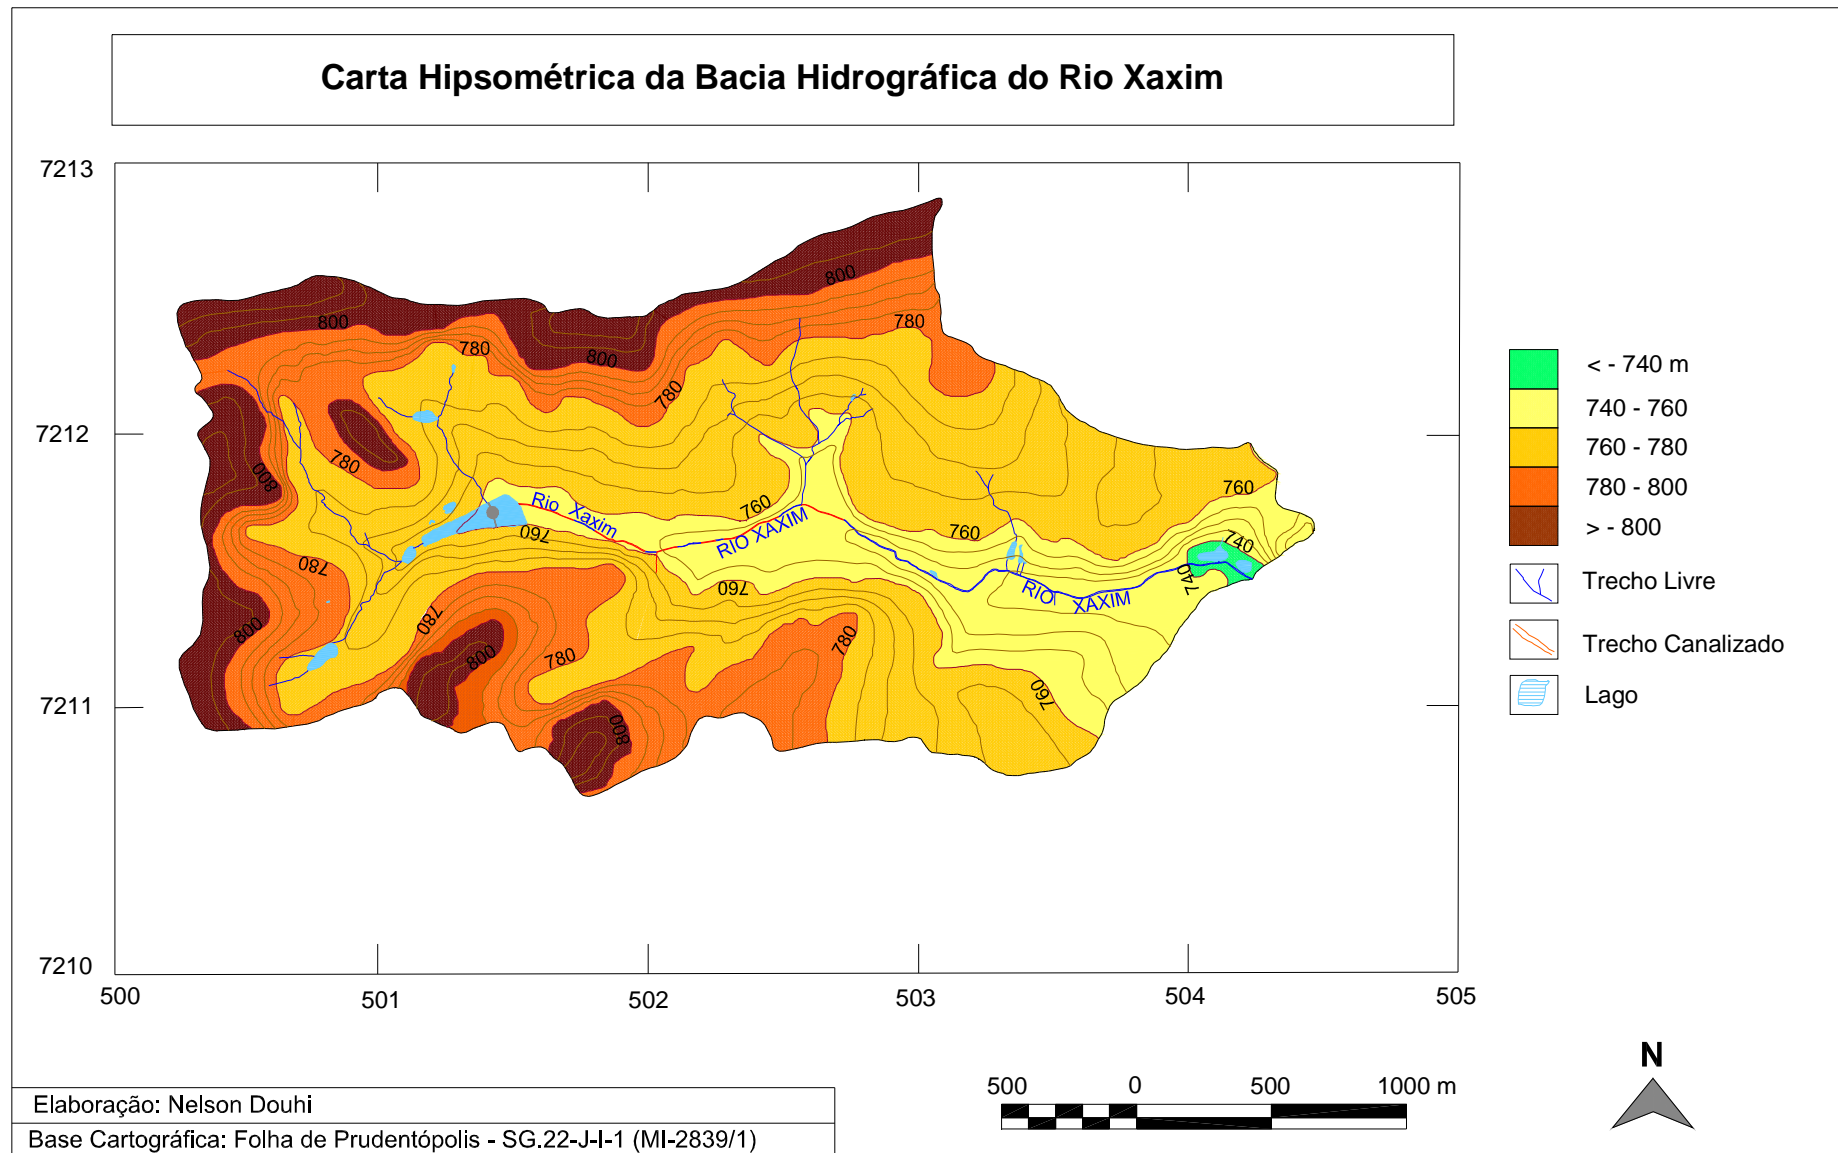 Carta Hipsométrica da Bacia Hidrográfica do Rio Xaxim
7213
7212
7211
7210
500
501
502
503
504
505
800
800
800
780
780
780
780
800
780
760
760
760
740
740
Rio Xaxim
RIO XAXIM
RIO XAXIM
760
760
760
780
780
780
780
800
800
800
< - 740 m
740 - 760
760 - 780
780 - 800
> - 800
Trecho Livre
Trecho Canalizado
Lago
500 0 500 1000 m
N
Elaboração: Nelson Douhi
Base Cartográfica: Folha de Prudentópolis - SG.22-J-I-1 (MI-2839/1)